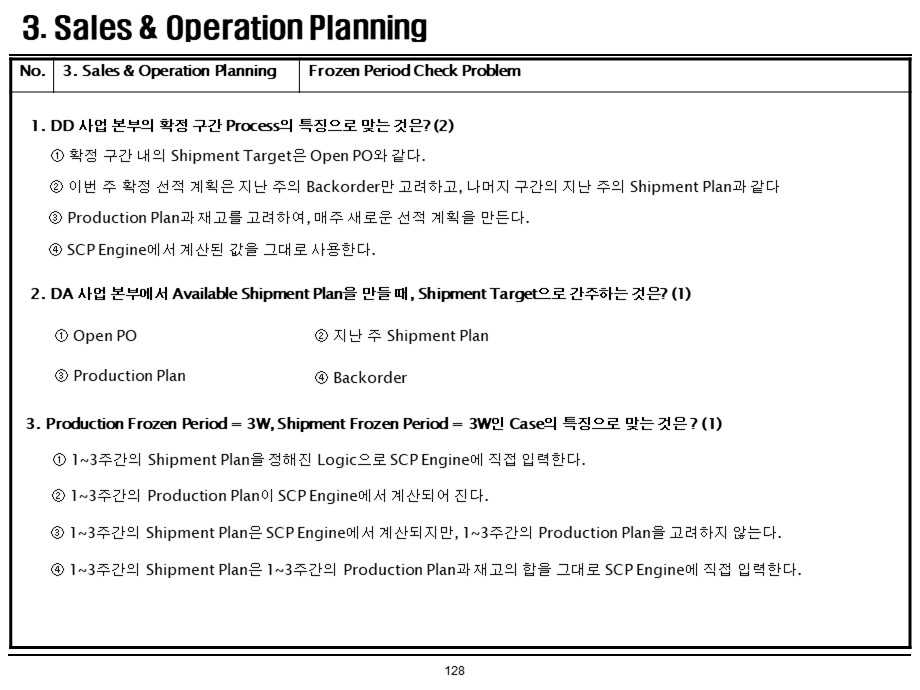 3. Sales & Operation Planning
No. 3. Sales & Operation Planning Frozen Period Check Problem
1. DD 사업 본부의 확정 구간 Process의 특징으로 맞는 것은? (2)
① 확정 구간 내의 Shipment Target은 Open PO와 같다.
② 이번 주 확정 선적 계획은 지난 주의 Backorder만 고려하고, 나머지 구간의 지난 주의 Shipment Plan과 같다
③ Production Plan과 재고를 고려하여, 매주 새로운 선적 계획을 만든다.
④ SCP Engine에서 계산된 값을 그대로 사용한다.
2. DA 사업 본부에서 Available Shipment Plan을 만들 때, Shipment Target으로 간주하는 것은? (1)
① Open PO ② 지난 주 Shipment Plan
③ Production Plan ④ Backorder
3. Production Frozen Period = 3W, Shipment Frozen Period = 3W인 Case의 특징으로 맞는 것은 ? (1)
① 1~3주간의 Shipment Plan을 정해진 Logic으로 SCP Engine에 직접 입력한다.
② 1~3주간의 Production Plan이 SCP Engine에서 계산되어 진다.
③ 1~3주간의 Shipment Plan은 SCP Engine에서 계산되지만, 1~3주간의 Production Plan을 고려하지 않는다.
④ 1~3주간의 Shipment Plan은 1~3주간의 Production Plan과 재고의 합을 그대로 SCP Engine에 직접 입력한다.
128